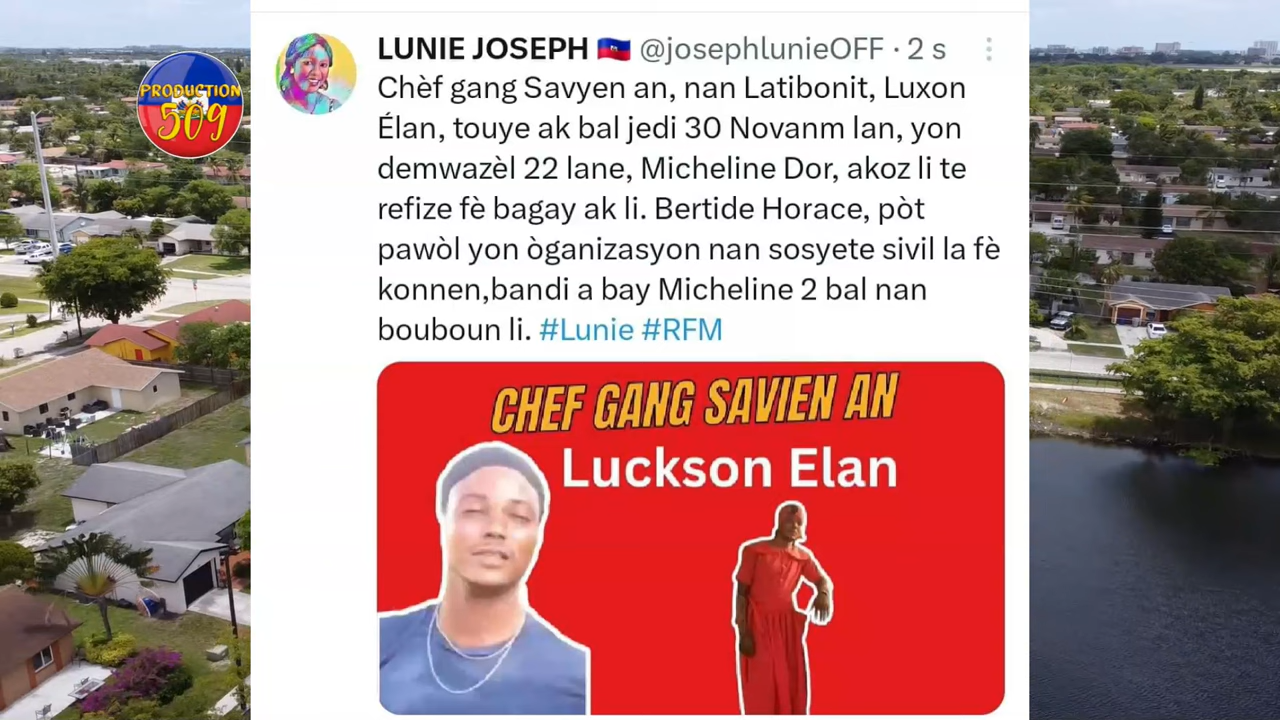 PRODUCTION
509
LUNIE JOSEPH 🇭🇹 @josephlunieOFF · 2 s
Chèf gang Savyen an, nan Latibonit, Luxon
Élan, touye ak bal jedi 30 Novanm lan, yon
demwazèl 22 lane, Micheline Dor, akoz li te
refize fè bagay ak li. Bertide Horace, pòt
pawòl yon òganizasyon nan sosyete sivil la fè
konnen,bandi a bay Micheline 2 bal nan
bouboun li. #Lunie #RFM
CHEF GANG SAVIEN AN
Luckson Elan